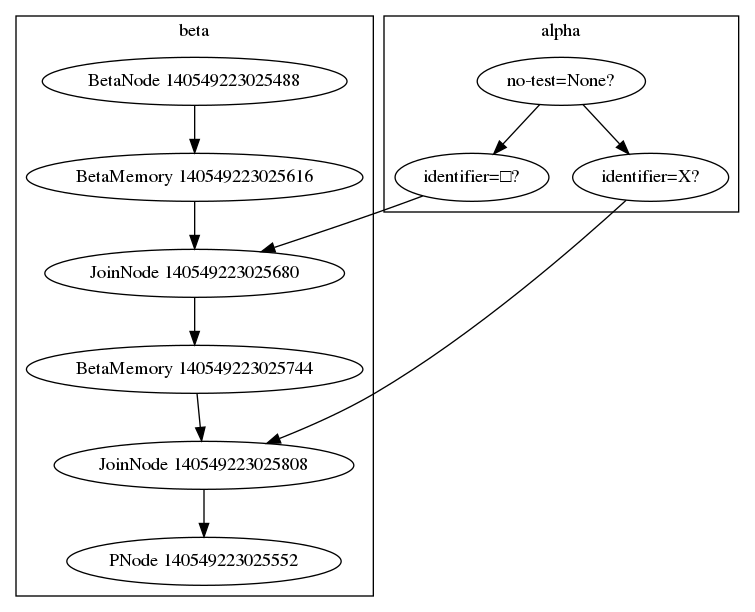 beta
BetaNode 140549223025488
BetaMemory 140549223025616
JoinNode 140549223025680
BetaMemory 140549223025744
JoinNode 140549223025808
PNode 140549223025552
alpha
no-test=None?
identifier=□?
identifier=X?